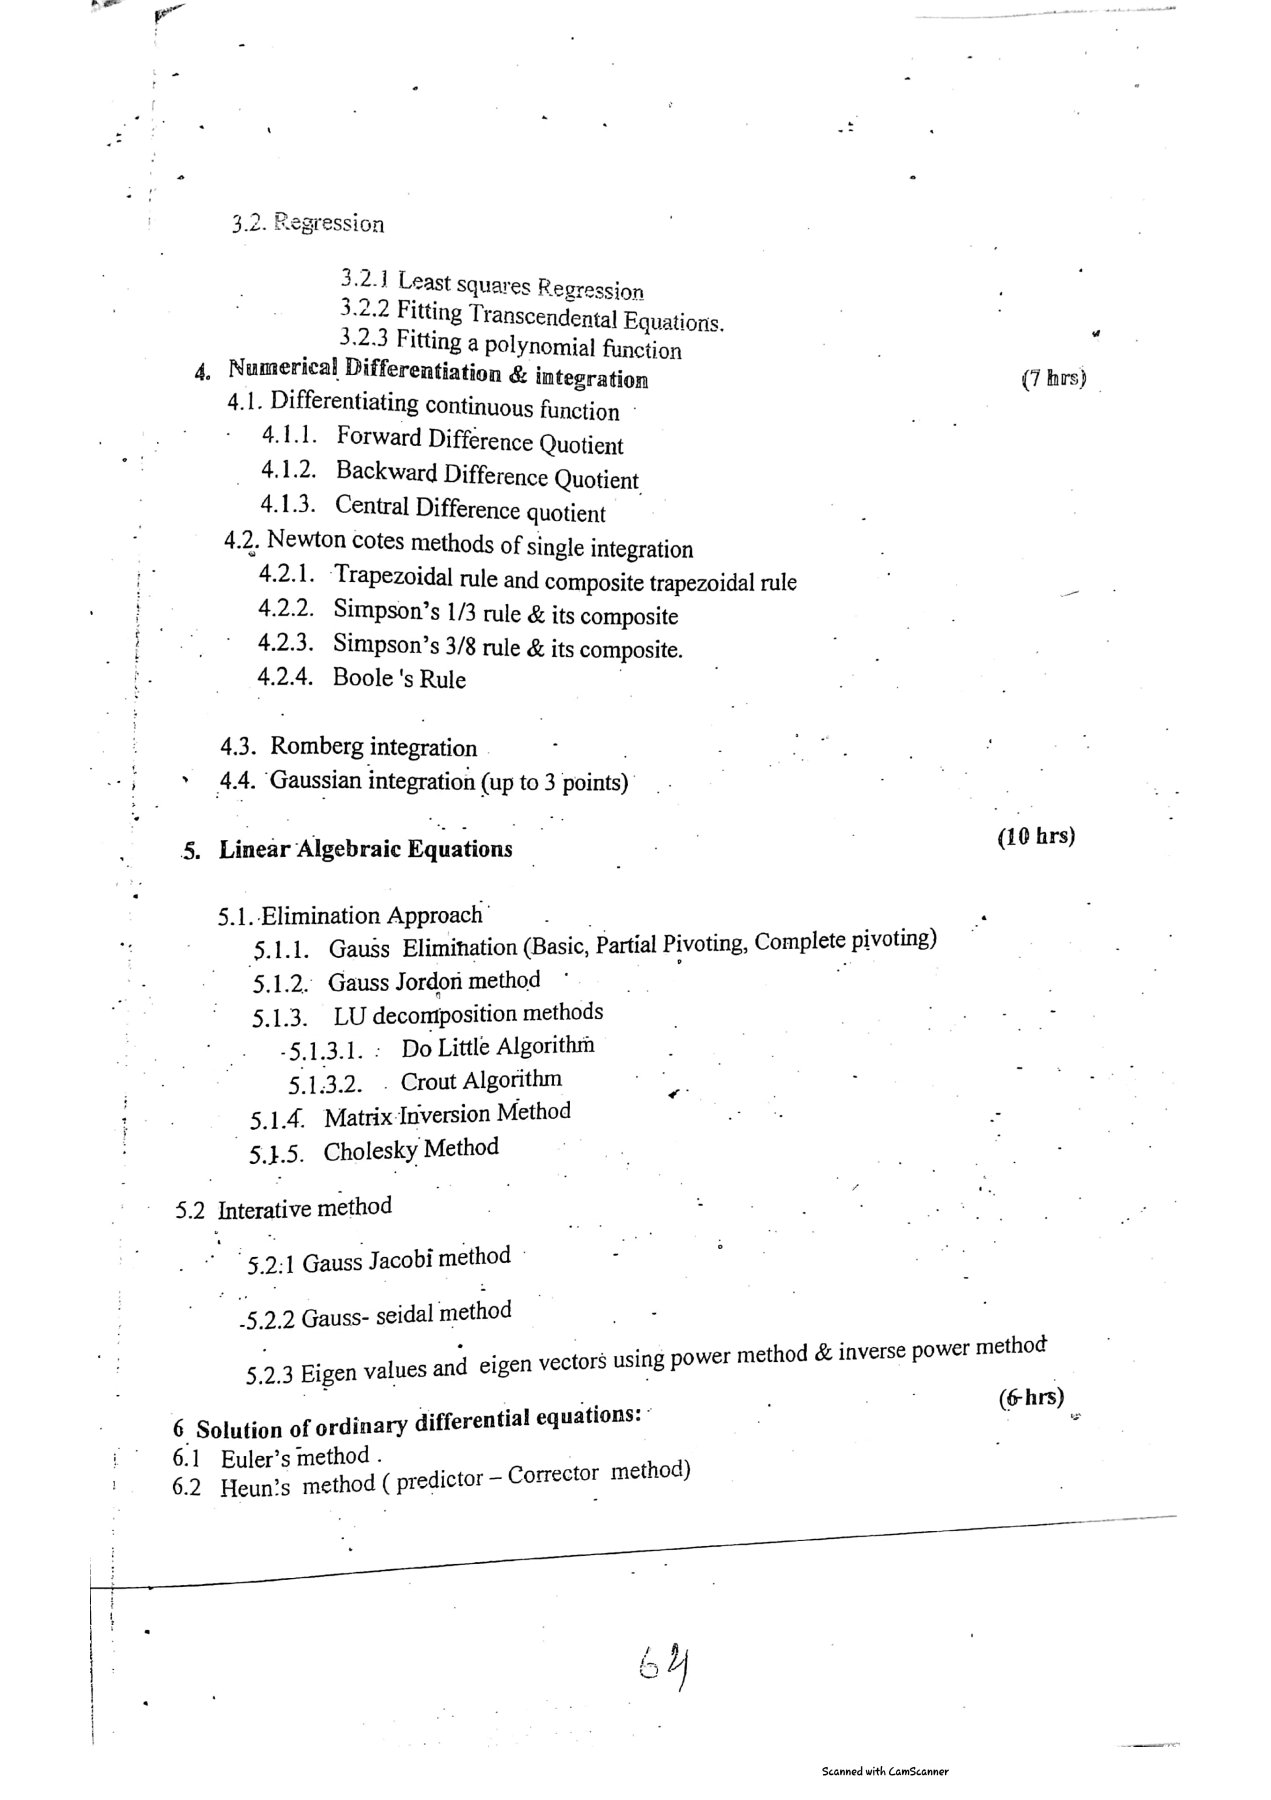 3.2. Regression
3.2.1 Least squares Regression
3.2.2 Fitting Transcendental Equations.
3.2.3 Fitting a polynomial function
4. Numerical Differentiation & integration (7 hrs)
4.1. Differentiating continuous function
4.1.1. Forward Difference Quotient
4.1.2. Backward Difference Quotient
4.1.3. Central Difference quotient
4.2. Newton cotes methods of single integration
4.2.1. Trapezoidal rule and composite trapezoidal rule
4.2.2. Simpson's 1/3 rule & its composite
4.2.3. Simpson's 3/8 rule & its composite.
4.2.4. Boole 's Rule
4.3. Romberg integration
4.4. Gaussian integration (up to 3 points)
5. Linear Algebraic Equations (10 hrs)
5.1. Elimination Approach
5.1.1. Gauss Elimination (Basic, Partial Pivoting, Complete pivoting)
5.1.2. Gauss Jordon method
5.1.3. LU decomposition methods
5.1.3.1. Do Little Algorithm
5.1.3.2. Crout Algorithm
5.1.4. Matrix Inversion Method
5.1.5. Cholesky Method
5.2 Interative method
5.2.1 Gauss Jacobi method
5.2.2 Gauss- seidal method
5.2.3 Eigen values and eigen vectors using power method & inverse power method
(6 hrs)
6 Solution of ordinary differential equations:
6.1 Euler's method .
6.2 Heun's method ( predictor – Corrector method)
64
Scanned with CamScanner